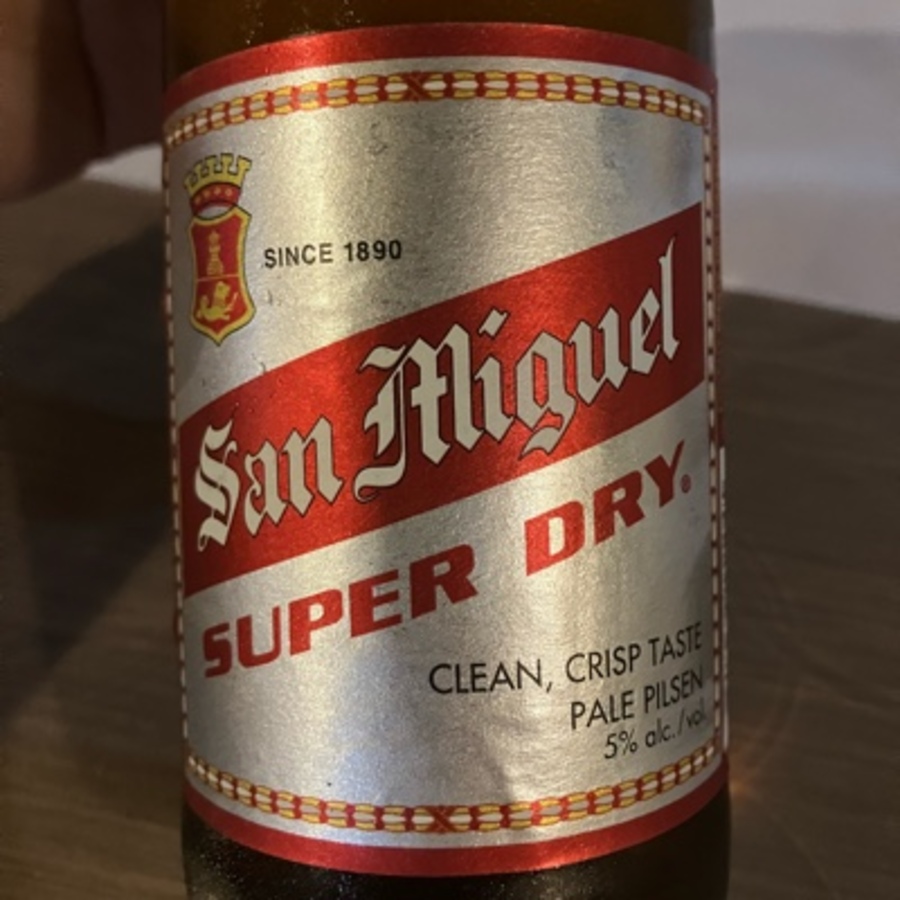 SINCE 1890
San Miguel
SUPER DRY.
CLEAN, CRISP TASTE
PALE PILSEN
5% alc./vol.